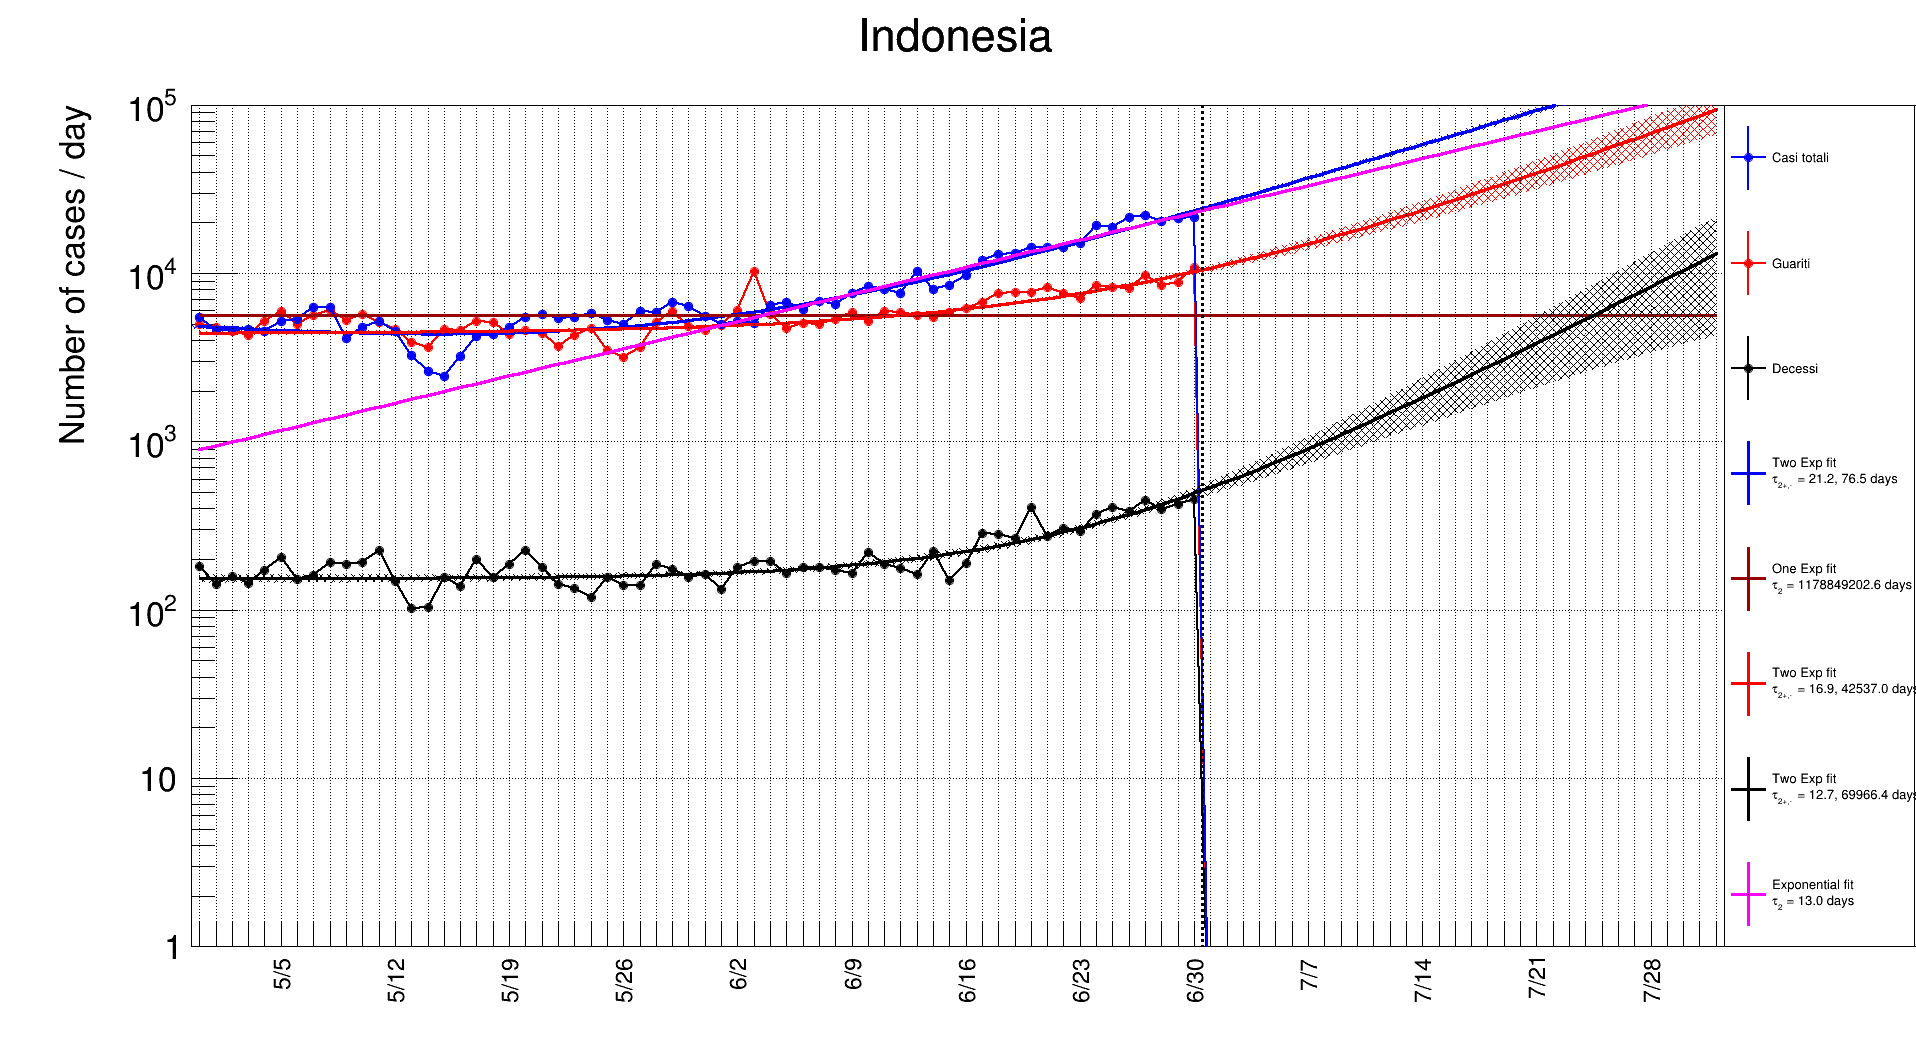 Indonesia
Number of cases / day
10^5
10^4
10^3
10^2
10
1
5/5
5/12
5/19
5/26
6/2
6/9
6/16
6/23
6/30
7/7
7/14
7/21
7/28
Casi totali
Guariti
Decessi
Two Exp fit
τ2+,- = 21.2, 76.5 days
One Exp fit
τ2 = 1178849202.6 days
Two Exp fit
τ2+,- = 16.9, 42537.0 days
Two Exp fit
τ2+,- = 12.7, 69966.4 days
Exponential fit
τ2 = 13.0 days